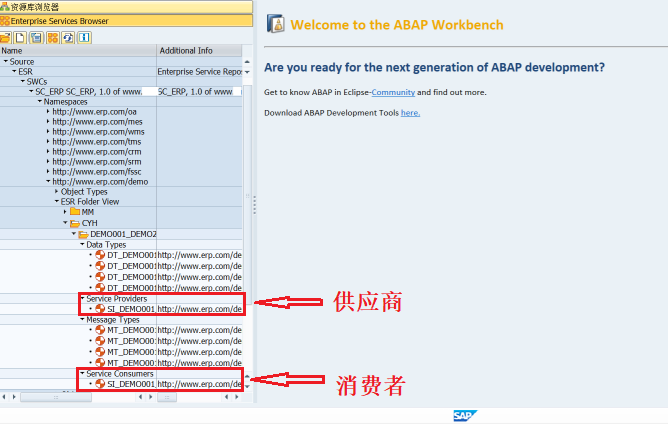 资源库浏览器
Enterprise Services Browser
Welcome to the ABAP Workbench
Name Additional Info
Source
ESR Enterprise Service Repo
SWCs
SC_ERP SC_ERP, 1.0 of www. SC_ERP, 1.0 of www.
Namespaces
http://www.erp.com/oa
http://www.erp.com/mes
http://www.erp.com/wms
http://www.erp.com/tms
http://www.erp.com/crm
http://www.erp.com/srm
http://www.erp.com/fssc
http://www.erp.com/demo
Object Types
ESR Folder View
MM
CYH
DEMO001_DEMO2
Data Types
DT_DEMO001 http://www.erp.com/de
DT_DEMO001 http://www.erp.com/de
DT_DEMO001 http://www.erp.com/de
DT_DEMO001 http://www.erp.com/de
Service Providers
SI_DEMO001 http://www.erp.com/de
Message Types
MT_DEMO001 http://www.erp.com/de
MT_DEMO001 http://www.erp.com/de
MT_DEMO001 http://www.erp.com/de
MT_DEMO001 http://www.erp.com/de
Service Consumers
SI_DEMO001 http://www.erp.com/de
Are you ready for the next generation of ABAP development?
Get to know ABAP in Eclipse-Community and find out more.
Download ABAP Development Tools here.
供应商
消费者
SAP